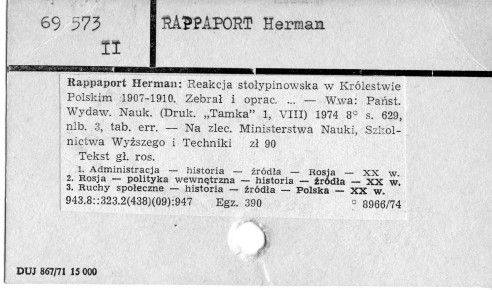 69 573
II
RAPPAPORT Herman
Rappaport Herman: Reakcja stołypinowska w Królestwie
Polskim 1907-1910. Zebrał i oprac. ... — W.wa: Państ.
Wydaw. Nauk. (Druk. „Tamka" 1, VIII) 1974 8° s. 629,
nlb. 3, tab. err. — Na zlec. Ministerstwa Nauki, Szkol-
nictwa Wyższego i Techniki zł 90
Tekst gł. ros.
1. Administracja — historia — źródła — Rosja — XX w.
2. Rosja — polityka wewnętrzna — historia — źródła — XX w.
3. Ruchy społeczne — historia — źródła — Polska — XX w.
943.8::323.2(438)(09):947 Egz. 390 ° 8966/74
DUJ 867/71 15 000